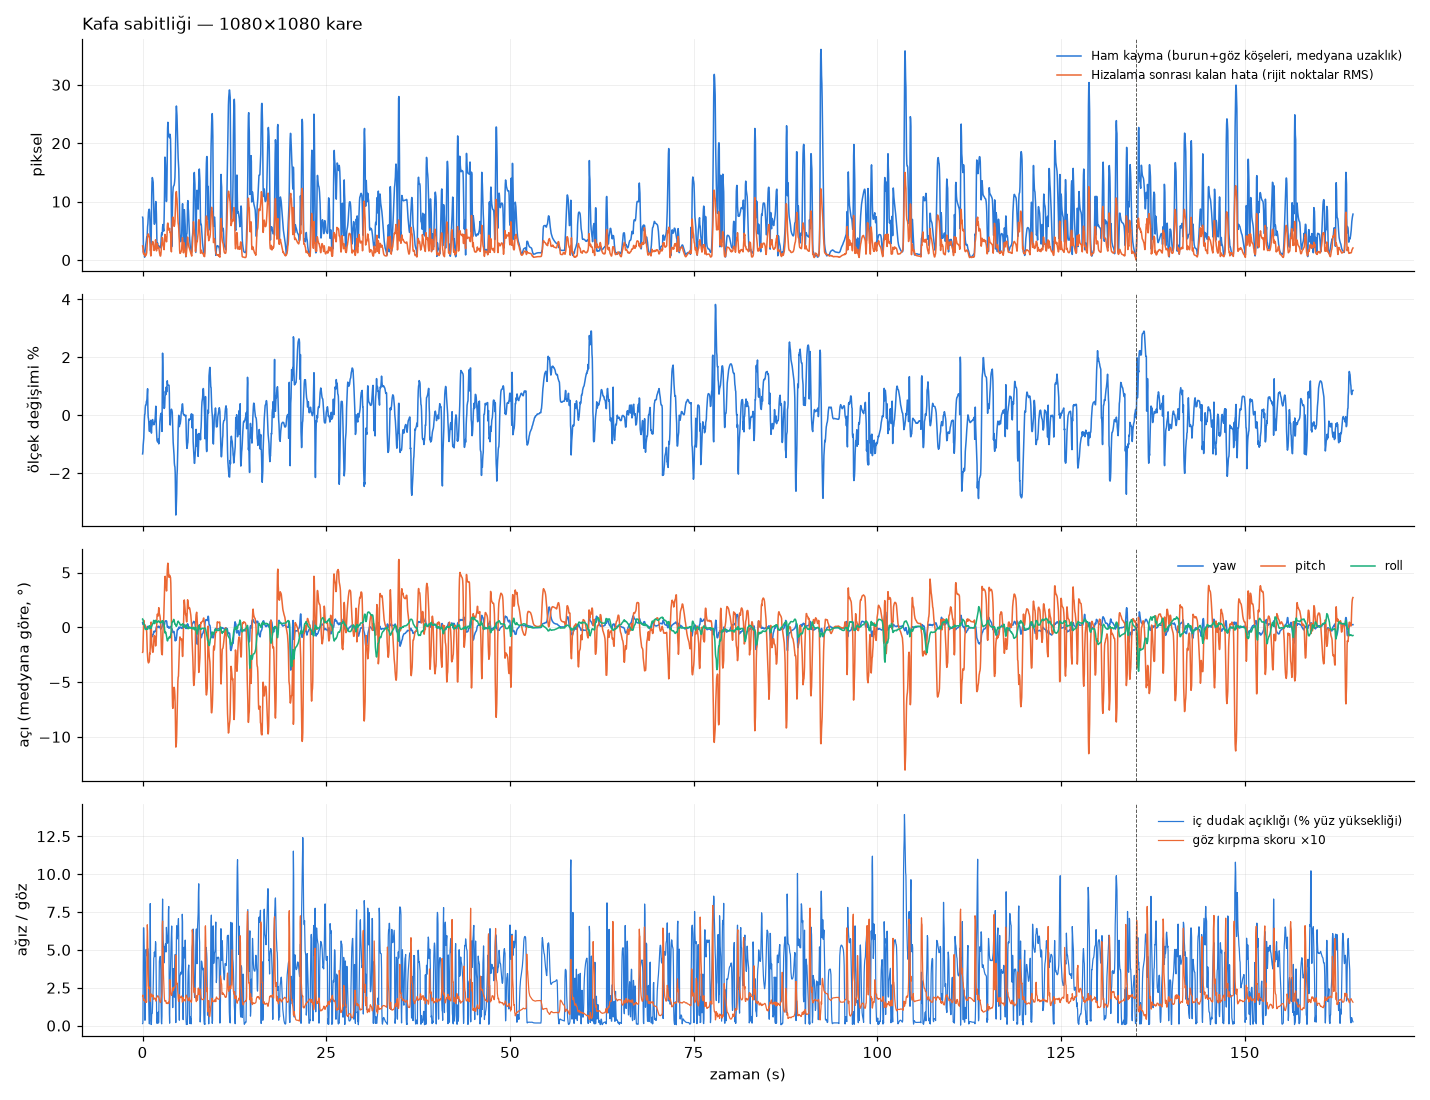 Kafa sabitliği — 1080×1080 kare
Ham kayma (burun+göz köşeleri, medyana uzaklık)
Hizalama sonrası kalan hata (rijit noktalar RMS)
piksel
30
20
10
0
ölçek değişimi %
4
2
0
−2
yaw
pitch
roll
açı (medyana göre, °)
5
0
−5
−10
iç dudak açıklığı (% yüz yüksekliği)
göz kırpma skoru ×10
ağız / göz
12.5
10.0
7.5
5.0
2.5
0.0
0
25
50
75
100
125
150
zaman (s)